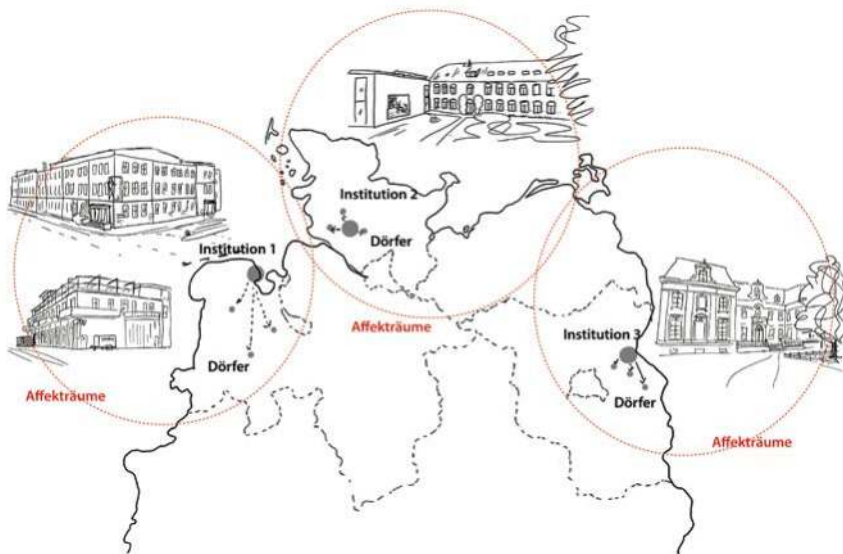 Institution 2
Dörfer
Institution 1
Affekträume
Institution 3
Dörfer
Affekträume
Dörfer
Affekträume